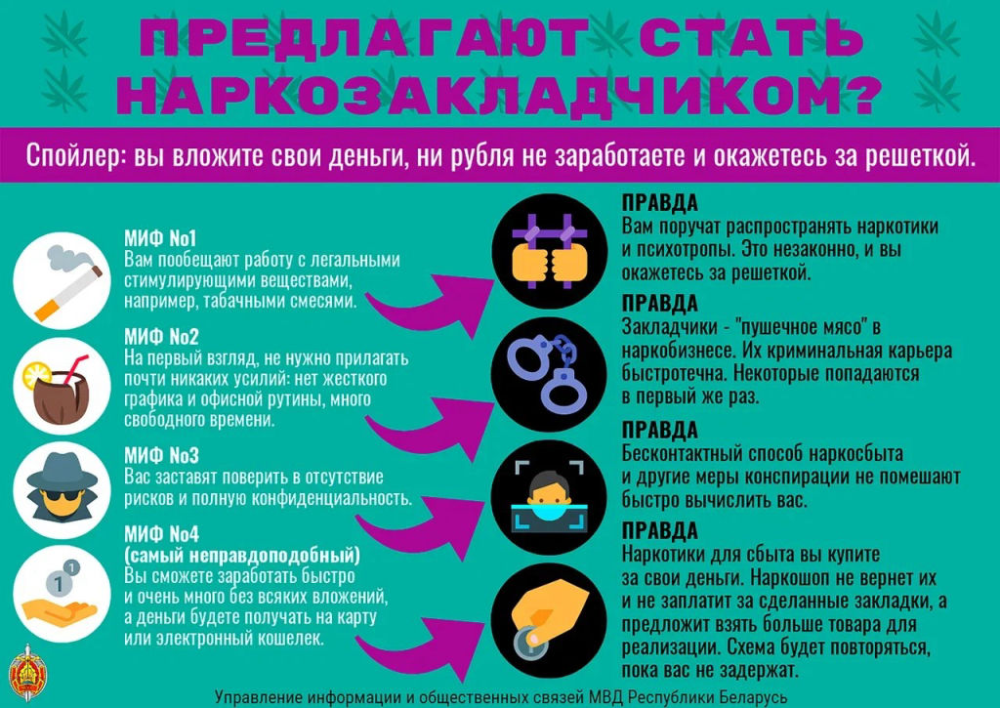 ПРЕДЛАГАЮТ СТАТЬ
НАРКОЗАКЛАДЧИКОМ?
Спойлер: вы вложите свои деньги, ни рубля не заработаете и окажетесь за решеткой.
МИФ №1
Вам пообещают работу с легальными
стимулирующими веществами,
например, табачными смесями.
ПРАВДА
Вам поручат распространять наркотики
и психотропы. Это незаконно, и вы
окажетесь за решеткой.
МИФ №2
На первый взгляд, не нужно прилагать
почти никаких усилий: нет жесткого
графика и офисной рутины, много
свободного времени.
ПРАВДА
Закладчики - "пушечное мясо" в
наркобизнесе. Их криминальная карьера
быстротечна. Некоторые попадаются
в первый же раз.
МИФ №3
Вас заставят поверить в отсутствие
рисков и полную конфиденциальность.
ПРАВДА
Бесконтактный способ наркосбыта
и другие меры конспирации не помешают
быстро вычислить вас.
МИФ №4
(самый неправдоподобный)
Вы сможете заработать быстро
и очень много без всяких вложений,
а деньги будете получать на карту
или электронный кошелек.
1
1
ПРАВДА
Наркотики для сбыта вы купите
за свои деньги. Наркошоп не вернет их
и не заплатит за сделанные закладки, а
предложит взять больше товара для
реализации. Схема будет повторяться,
пока вас не задержат.
Управление информации и общественных связей МВД Республики Беларусь